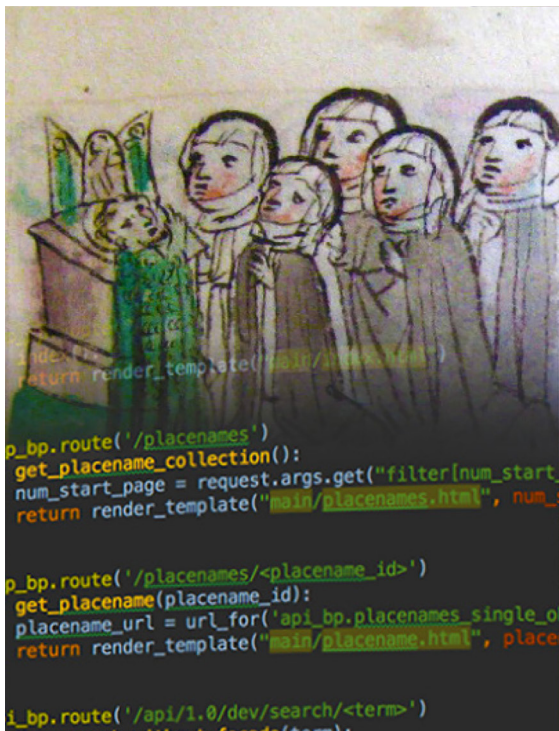 index():
return render_template("main/index.html")
p_bp.route('/placenames')
get_placename_collection():
num_start_page = request.args.get("filter[num_start_
return render_template("main/placenames.html", num_s
p_bp.route('/placenames/<placename_id>')
get_placename(placename_id):
placename_url = url_for('api_bp.placenames_single_ob
return render_template("main/placename.html", place
i_bp.route('/api/1.0/dev/search/<term>')
(term):